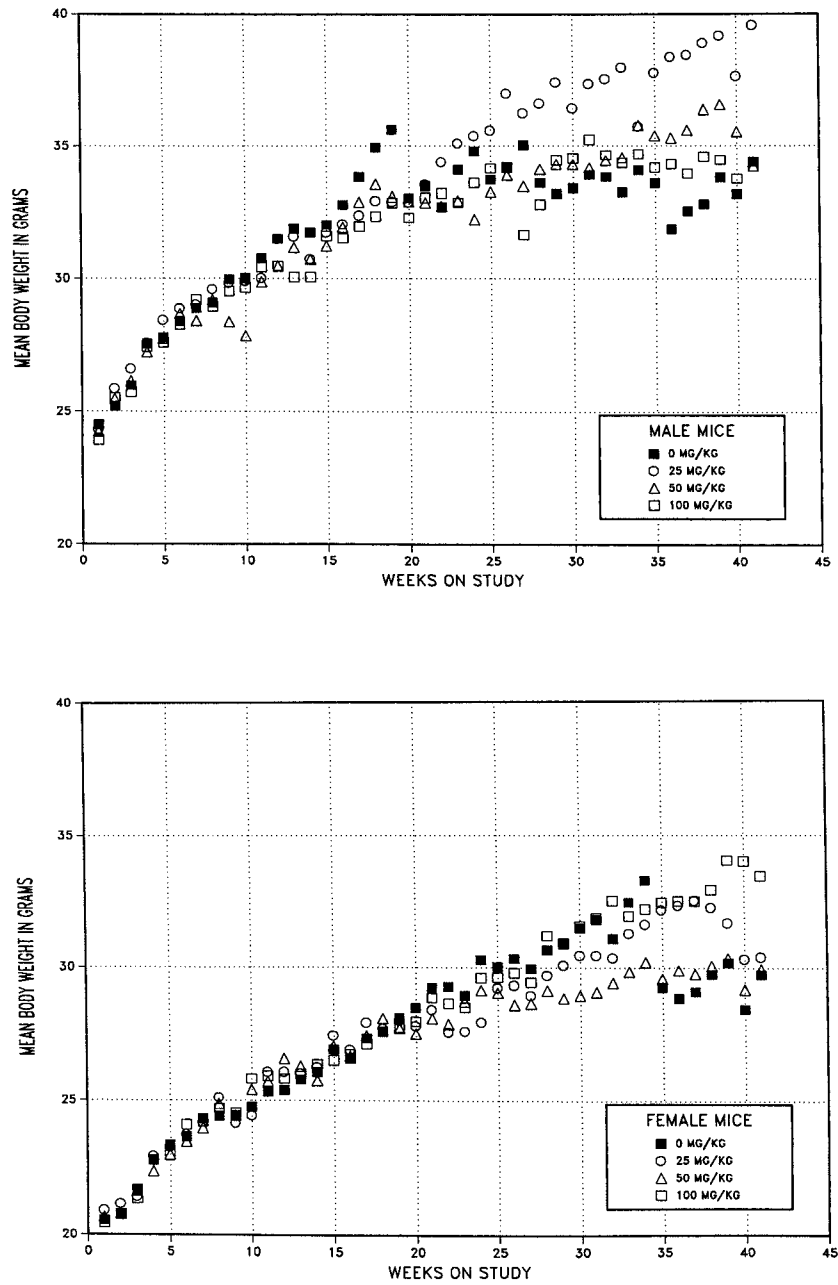 40
35
30
25
20
MEAN BODY WEIGHT IN GRAMS
MALE MICE
0 MG/KG
25 MG/KG
50 MG/KG
100 MG/KG
0 5 10 15 20 25 30 35 40 45
WEEKS ON STUDY
40
35
30
25
20
MEAN BODY WEIGHT IN GRAMS
FEMALE MICE
0 MG/KG
25 MG/KG
50 MG/KG
100 MG/KG
0 5 10 15 20 25 30 35 40 45
WEEKS ON STUDY